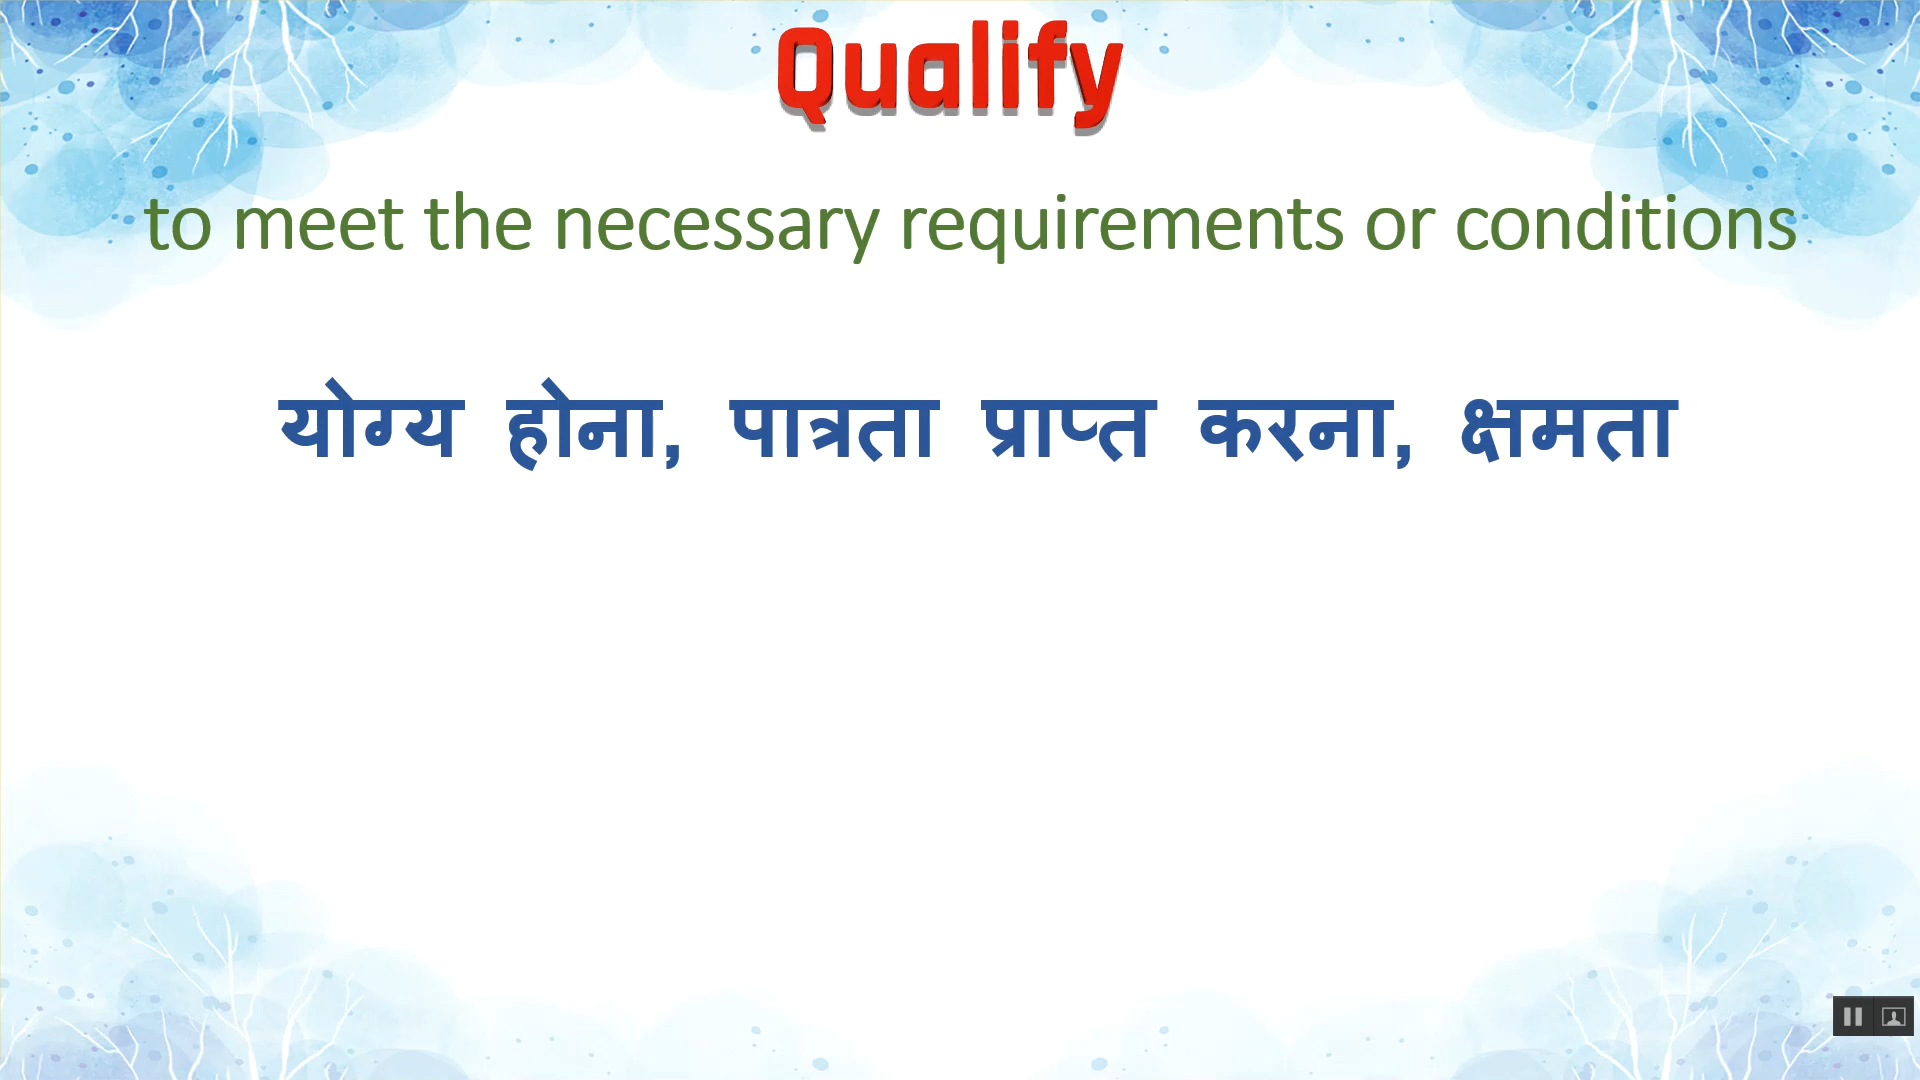 Qualify
to meet the necessary requirements or conditions
योग्य होना, पात्रता प्राप्त करना, क्षमता